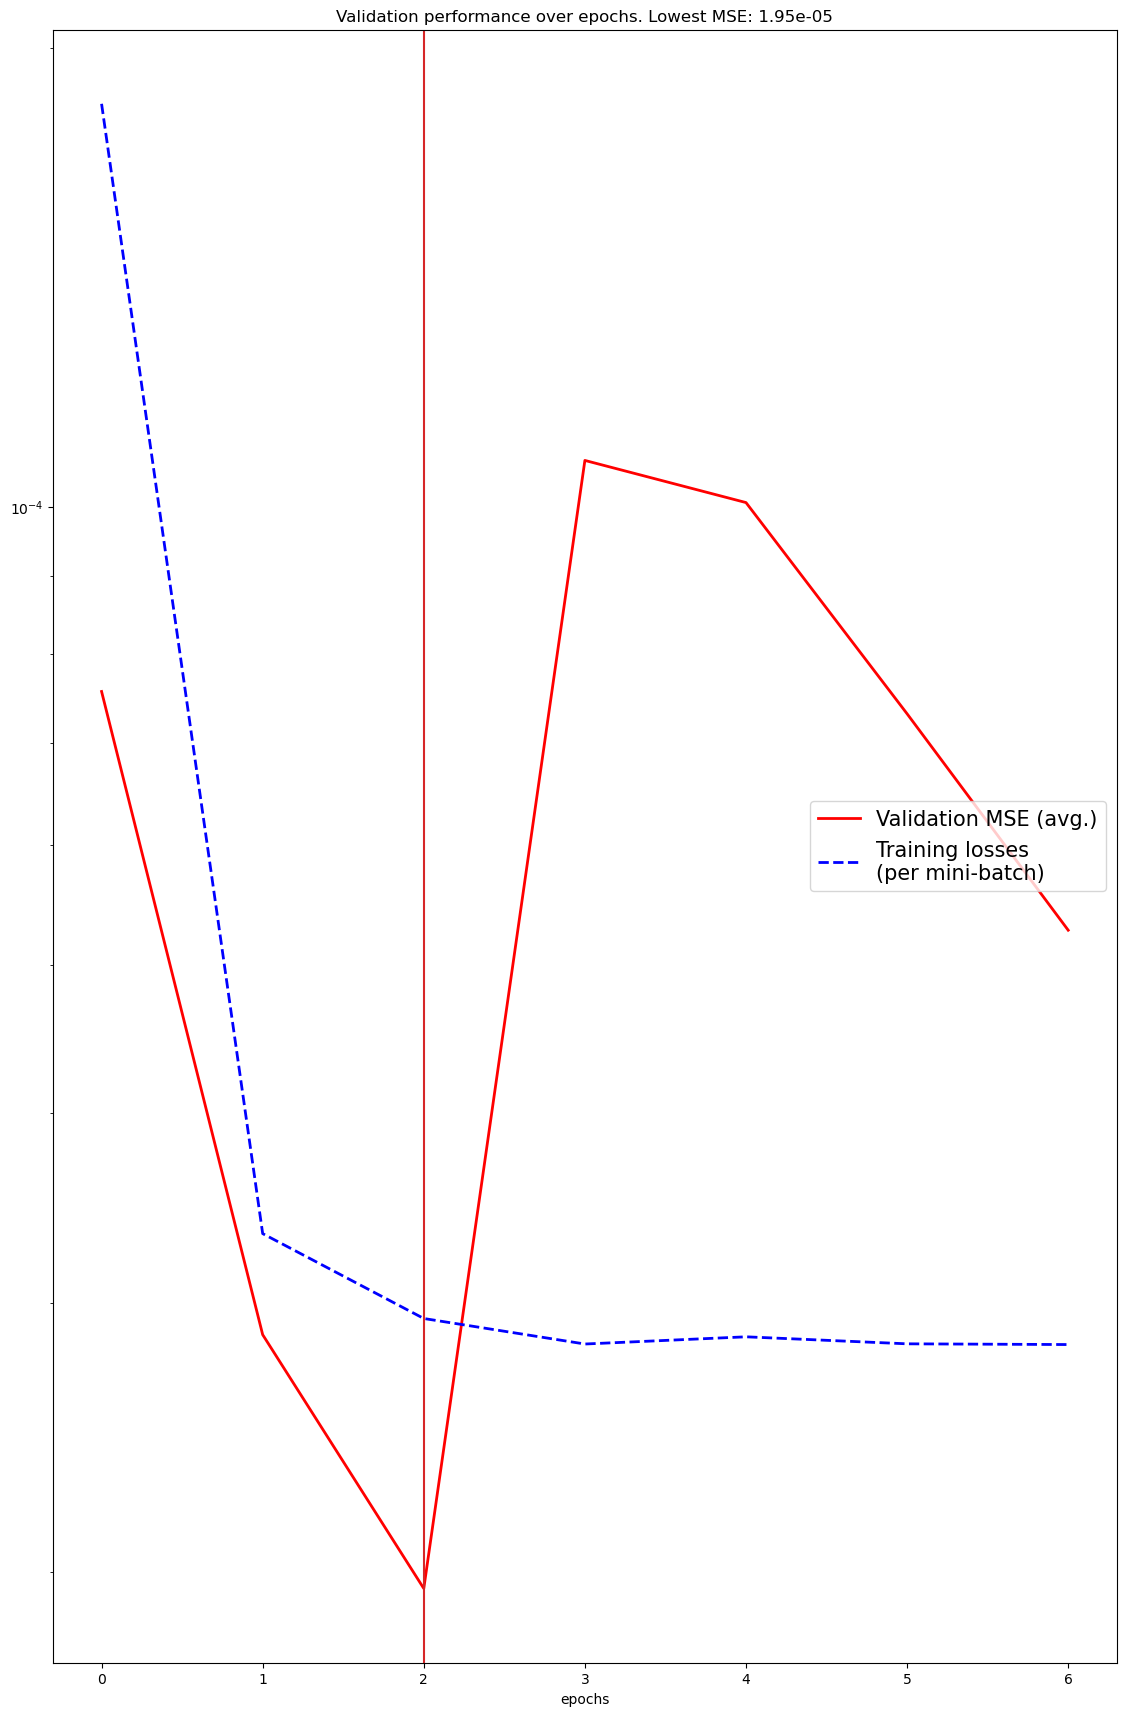 Validation performance over epochs. Lowest MSE: 1.95e-05
10⁻⁴
Validation MSE (avg.)
Training losses
(per mini-batch)
0 1 2 3 4 5 6
epochs